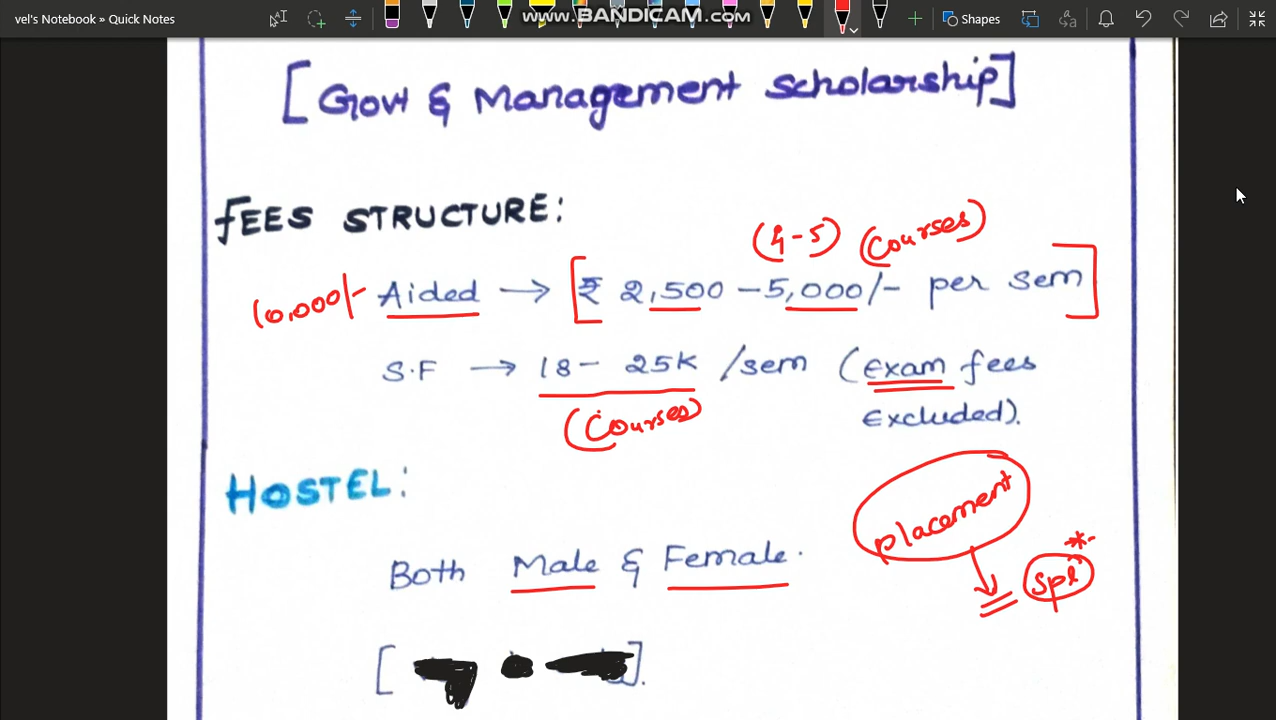 vel's Notebook » Quick Notes
www.BANDICAM.com
Shapes
[Govt & Management scholarship]
FEES STRUCTURE:
(4-5) (Courses)
10,000/- Aided → [₹ 2,500 - 5,000/- per sem]
S.F → 18 - 25K /sem (Exam fees
Excluded).
(Courses)
HOSTEL:
placement
Both Male & Female.
Spl *